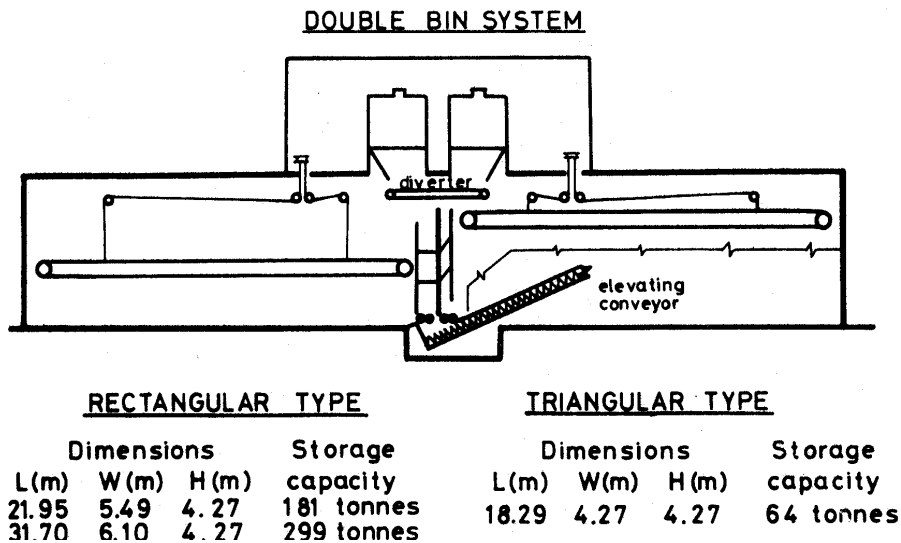 DOUBLE BIN SYSTEM
diverter
elevating
conveyor
RECTANGULAR TYPE
Dimensions Storage
L(m) W(m) H(m) capacity
21.95 5.49 4.27 181 tonnes
31.70 6.10 4.27 299 tonnes
TRIANGULAR TYPE
Dimensions Storage
L(m) W(m) H(m) capacity
18.29 4.27 4.27 64 tonnes